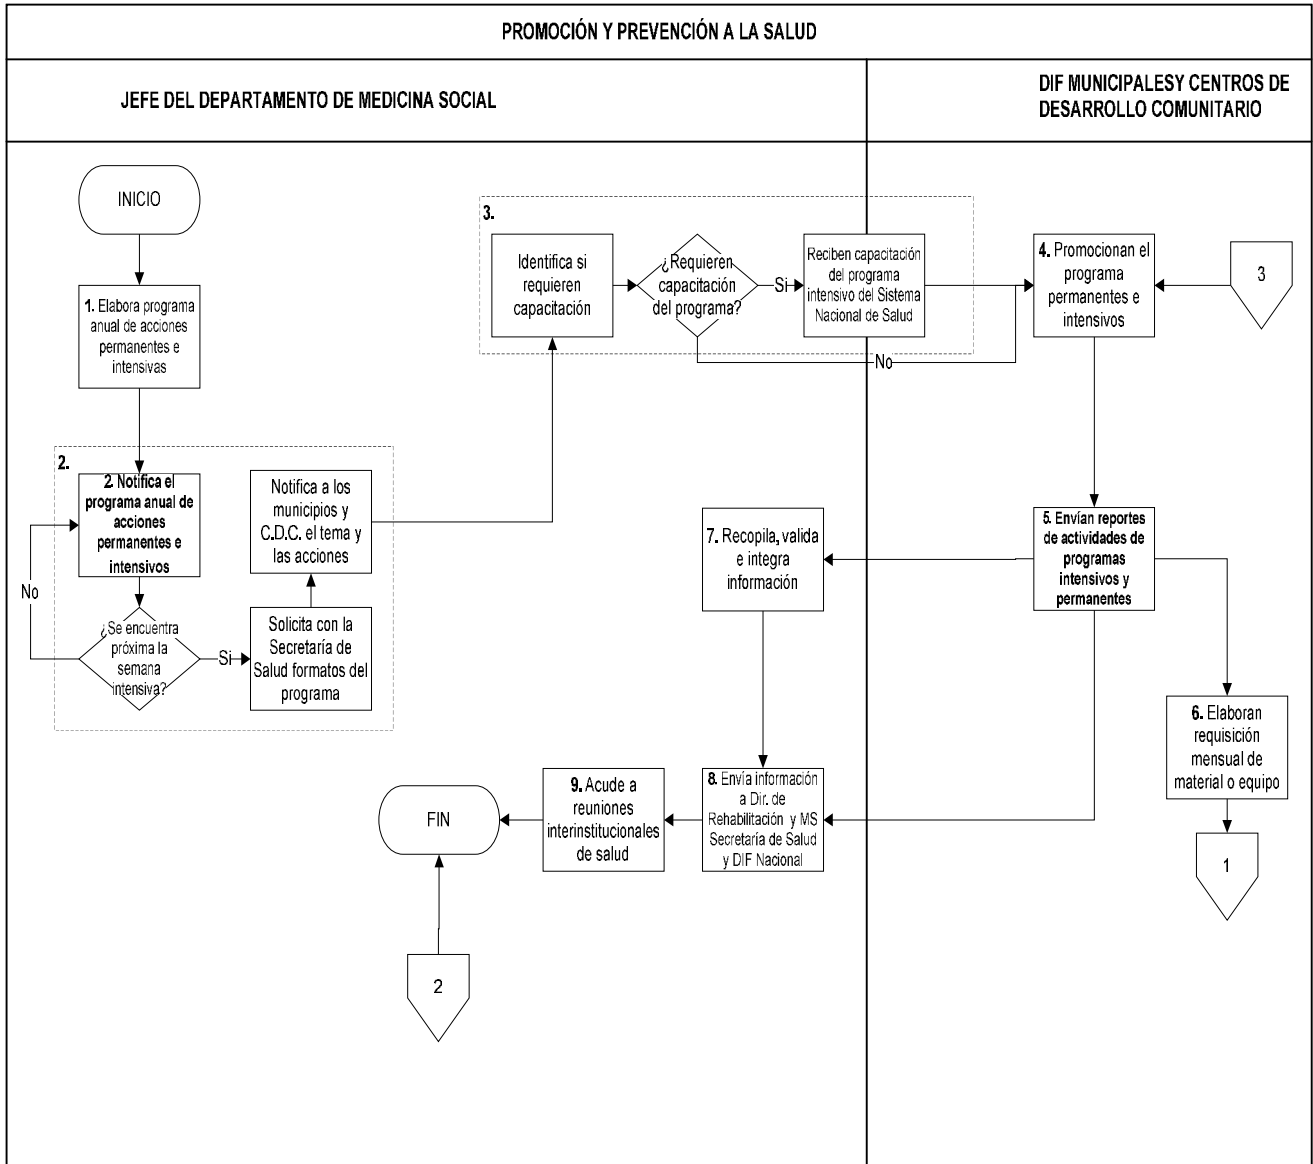 PROMOCIÓN Y PREVENCIÓN A LA SALUD
JEFE DEL DEPARTAMENTO DE MEDICINA SOCIAL
DIF MUNICIPALESY CENTROS DE
DESARROLLO COMUNITARIO
INICIO
1. Elabora programa
anual de acciones
permanentes e
intensivas
2.
2. Notifica el
programa anual de
acciones
permanentes e
intensivos
No
¿Se encuentra
próxima la
semana
intensiva?
Si
Solicita con la
Secretaría de
Salud formatos del
programa
Notifica a los
municipios y
C.D.C. el tema y
las acciones
3.
Identifica si
requieren
capacitación
¿Requieren
capacitación
del programa?
Si
No
Reciben capacitación
del programa
intensivo del Sistema
Nacional de Salud
4. Promocionan el
programa
permanentes e
intensivos
3
5. Envían reportes
de actividades de
programas
intensivos y
permanentes
6. Elaboran
requisición
mensual de
material o equipo
1
7. Recopila, valida
e integra
información
8. Envía información
a Dir. de
Rehabilitación y MS
Secretaría de Salud
y DIF Nacional
9. Acude a
reuniones
interinstitucionales
de salud
FIN
2